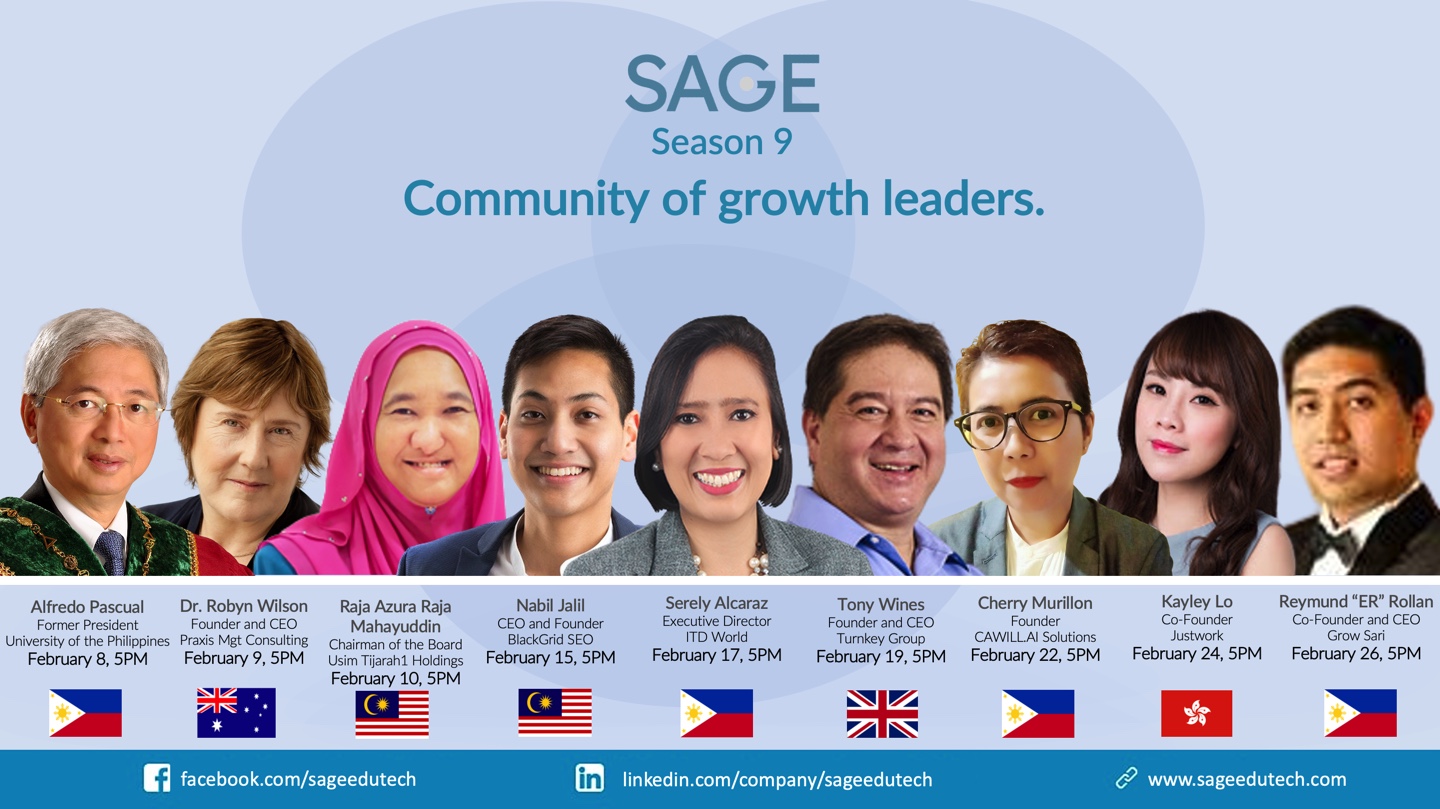 SAGE
Season 9
Community of growth leaders.
Alfredo Pascual
Former President
University of the Philippines
February 8, 5PM
Dr. Robyn Wilson
Founder and CEO
Praxis Mgt Consulting
February 9, 5PM
Raja Azura Raja
Mahayuddin
Chairman of the Board
Usim Tijarah1 Holdings
February 10, 5PM
Nabil Jalil
CEO and Founder
BlackGrid SEO
February 15, 5PM
Serely Alcaraz
Executive Director
ITD World
February 17, 5PM
Tony Wines
Founder and CEO
Turnkey Group
February 19, 5PM
Cherry Murillon
Founder
CAWILL.AI Solutions
February 22, 5PM
Kayley Lo
Co-Founder
Justwork
February 24, 5PM
Reymund “ER” Rollan
Co-Founder and CEO
Grow Sari
February 26, 5PM
facebook.com/sageedutech
linkedin.com/company/sageedutech
www.sageedutech.com